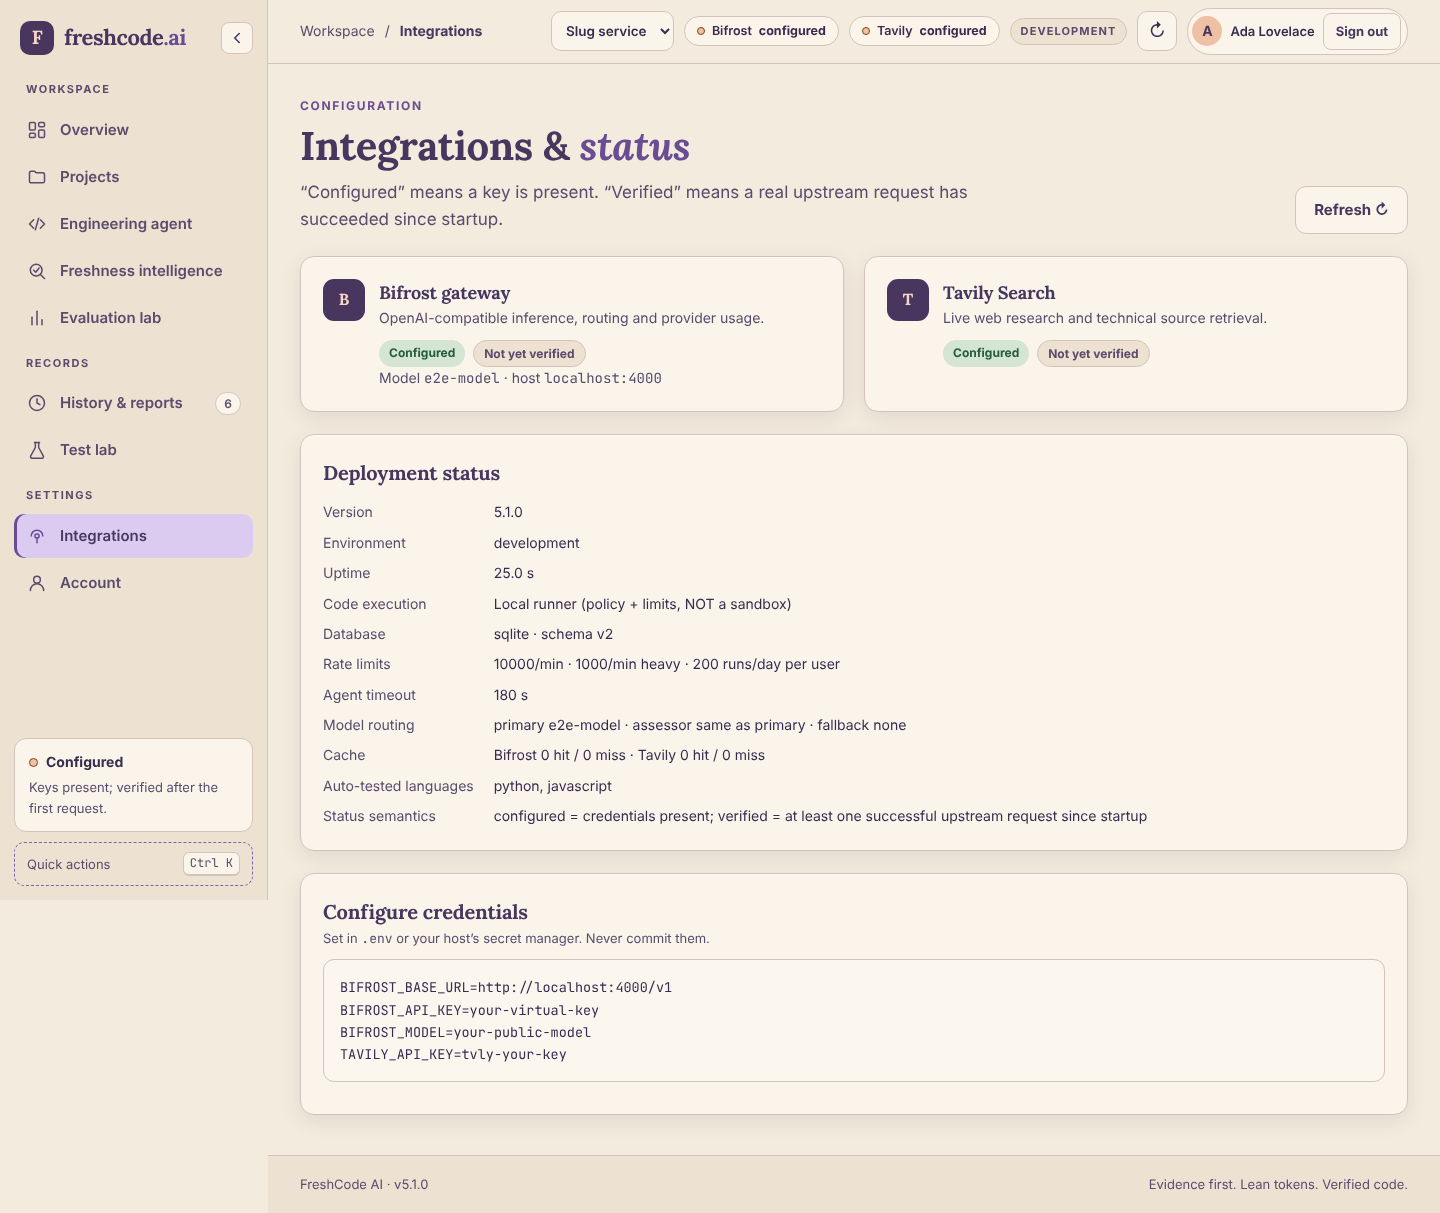 F freshcode.ai
WORKSPACE
Overview
Projects
Engineering agent
Freshness intelligence
Evaluation lab
RECORDS
History & reports 6
Test lab
SETTINGS
Integrations
Account
Configured
Keys present; verified after the
first request.
Quick actions Ctrl K
Workspace / Integrations
Slug service
Bifrost configured
Tavily configured
DEVELOPMENT
A Ada Lovelace Sign out
CONFIGURATION
Integrations & status
“Configured” means a key is present. “Verified” means a real upstream request has
succeeded since startup.
Refresh ↻
B Bifrost gateway
OpenAI-compatible inference, routing and provider usage.
Configured Not yet verified
Model e2e-model · host localhost:4000
T Tavily Search
Live web research and technical source retrieval.
Configured Not yet verified
Deployment status
Version 5.1.0
Environment development
Uptime 25.0 s
Code execution Local runner (policy + limits, NOT a sandbox)
Database sqlite · schema v2
Rate limits 10000/min · 1000/min heavy · 200 runs/day per user
Agent timeout 180 s
Model routing primary e2e-model · assessor same as primary · fallback none
Cache Bifrost 0 hit / 0 miss · Tavily 0 hit / 0 miss
Auto-tested languages python, javascript
Status semantics configured = credentials present; verified = at least one successful upstream request since startup
Configure credentials
Set in .env or your host’s secret manager. Never commit them.
BIFROST_BASE_URL=http://localhost:4000/v1
BIFROST_API_KEY=your-virtual-key
BIFROST_MODEL=your-public-model
TAVILY_API_KEY=tvly-your-key
FreshCode AI · v5.1.0
Evidence first. Lean tokens. Verified code.